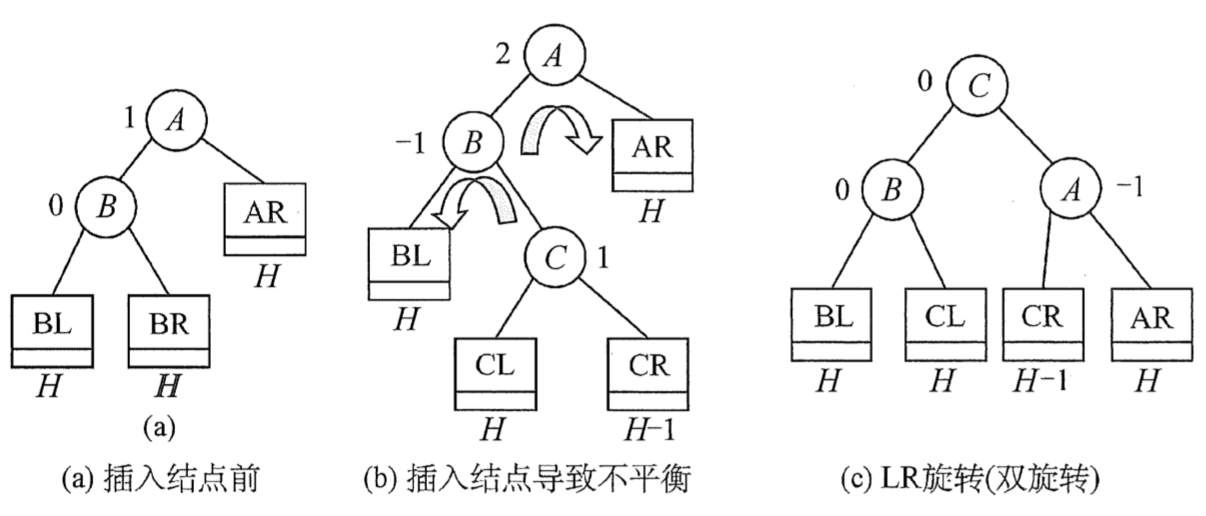 1 A
0 B
AR
H
BL
H
BR
H
(a)
(a) 插入结点前
2 A
-1 B
AR
H
BL
H
C 1
CL
H
CR
H-1
(b) 插入结点导致不平衡
0 C
0 B
A -1
BL
H
CL
H
CR
H-1
AR
H
(c) LR旋转(双旋转)